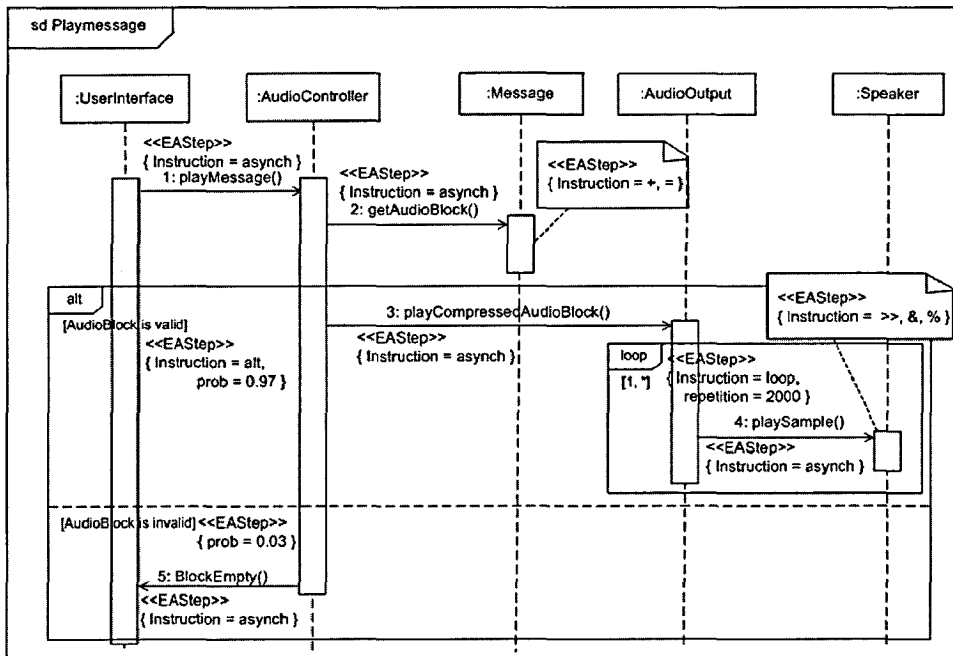 sd Playmessage
:UserInterface
:AudioController
:Message
:AudioOutput
:Speaker
<<EAStep>>
{ Instruction = asynch }
1: playMessage()
<<EAStep>>
{ Instruction = asynch }
2: getAudioBlock()
<<EAStep>>
{ Instruction = +, = }
alt
[AudioBlock is valid]
<<EAStep>>
{ Instruction = alt,
prob = 0.97 }
3: playCompressedAudioBlock()
<<EAStep>>
{ Instruction = asynch }
<<EAStep>>
{ Instruction = >>, &, % }
loop
[1, *]
<<EAStep>>
{ Instruction = loop,
repetition = 2000 }
4: playSample()
<<EAStep>>
{ Instruction = asynch }
[AudioBlock is invalid]
<<EAStep>>
{ prob = 0.03 }
5: BlockEmpty()
<<EAStep>>
{ Instruction = asynch }